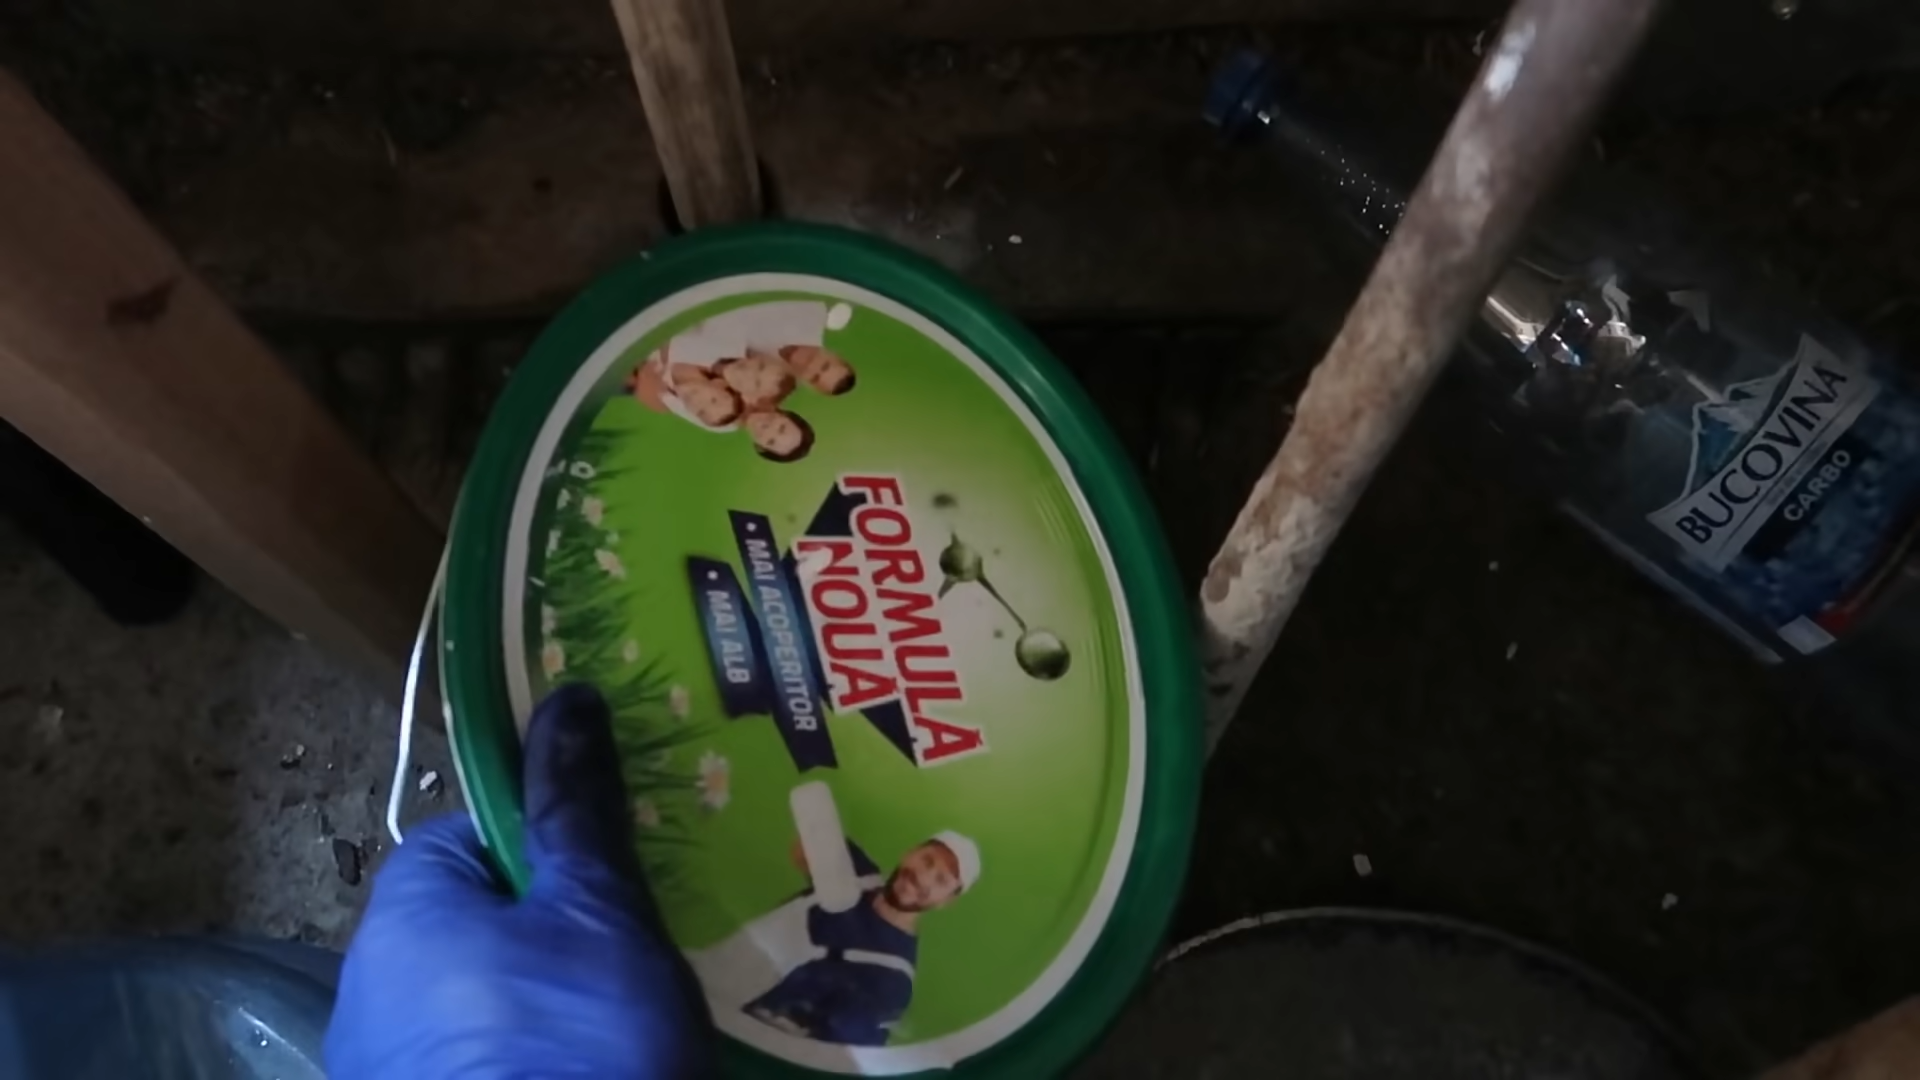 FORMULĂ
NOUĂ
• MAI ACOPERITOR
• MAI ALB
BUCOVINA
CARBO